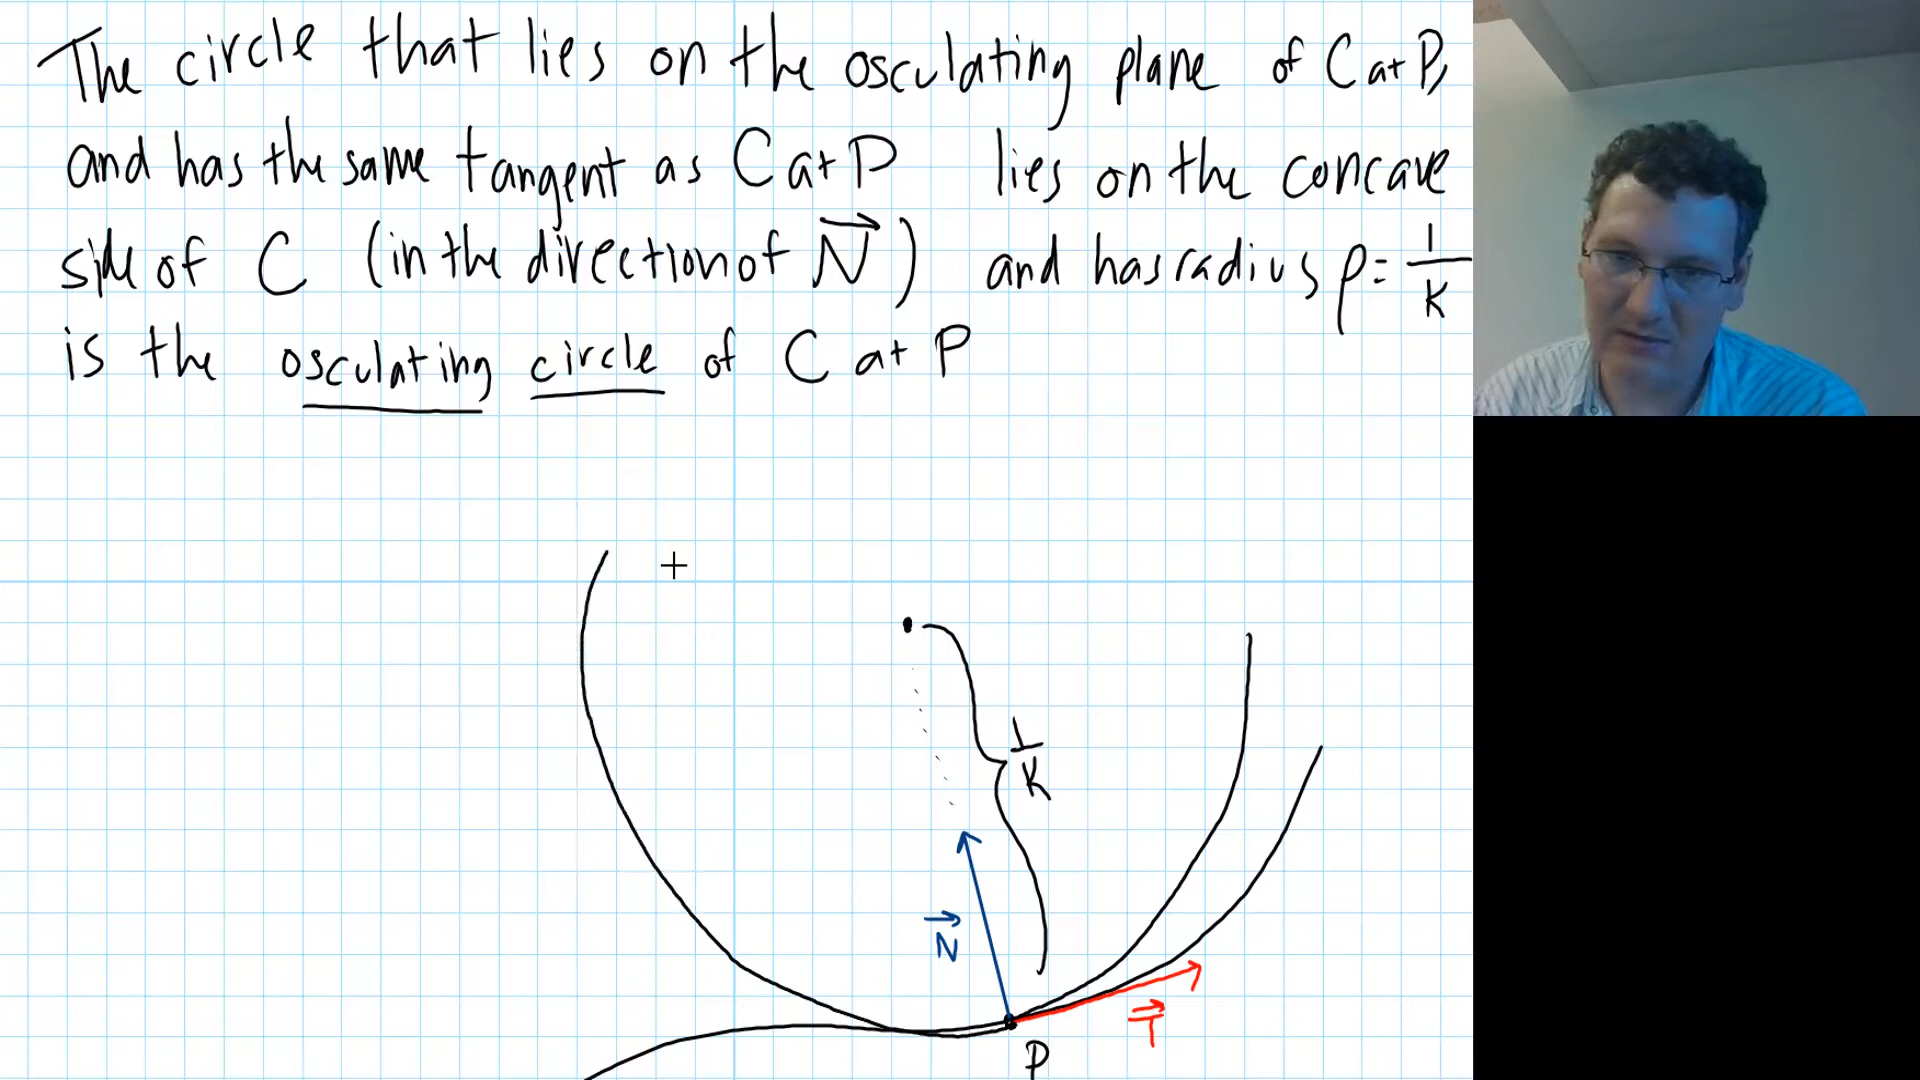 The circle that lies on the osculating plane of C at P,
and has the same tangent as C at P lies on the concave
side of C (in the direction of N⃗) and has radius ρ = 1/κ
is the osculating circle of C at P
1/κ
N⃗
T⃗
P